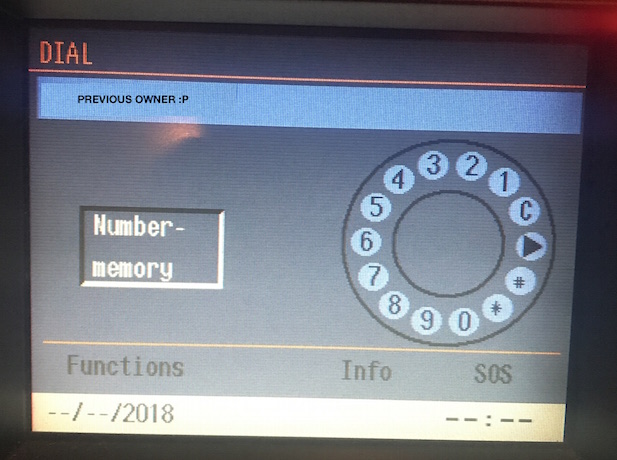 DIAL
PREVIOUS OWNER :P
Number-
memory
1
2
3
4
5
6
7
8
9
0
*
#
▶
C
Functions Info SOS
--/--/2018 --:--